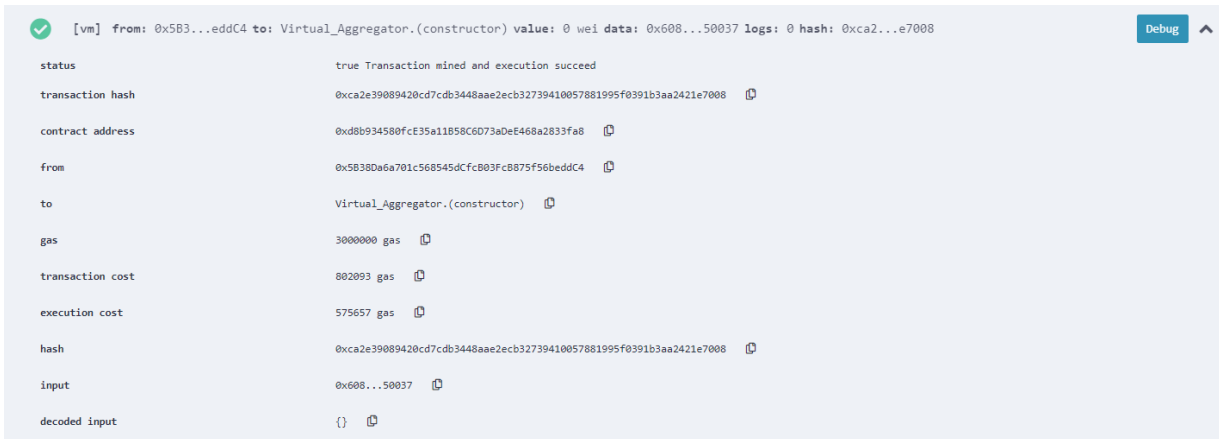 [vm] from: 0x5B3...eddC4 to: Virtual_Aggregator.(constructor) value: 0 wei data: 0x608...50037 logs: 0 hash: 0xca2...e7008 Debug
status true Transaction mined and execution succeed
transaction hash 0xca2e39089420cd7cdb3448aae2ecb32739410057881995f0391b3aa2421e7008
contract address 0xd8b934580fcE35a11B58C6D73aDeE468a2833fa8
from 0x5B38Da6a701c568545dCfcB03FcB875f56beddC4
to Virtual_Aggregator.(constructor)
gas 3000000 gas
transaction cost 802093 gas
execution cost 575657 gas
hash 0xca2e39089420cd7cdb3448aae2ecb32739410057881995f0391b3aa2421e7008
input 0x608...50037
decoded input {}